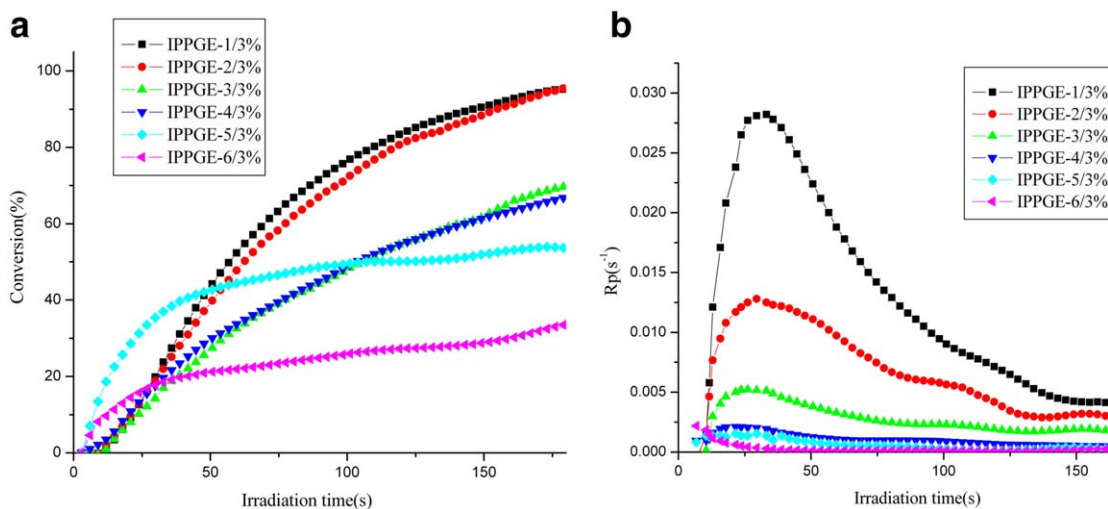 a
IPPGE-1/3%
IPPGE-2/3%
IPPGE-3/3%
IPPGE-4/3%
IPPGE-5/3%
IPPGE-6/3%
100
80
60
40
20
0
0
50
100
150
Conversion(%)
Irradiation time(s)
b
IPPGE-1/3%
IPPGE-2/3%
IPPGE-3/3%
IPPGE-4/3%
IPPGE-5/3%
IPPGE-6/3%
0.030
0.025
0.020
0.015
0.010
0.005
0.000
0
50
100
150
Rp(s⁻¹)
Irradiation time(s)